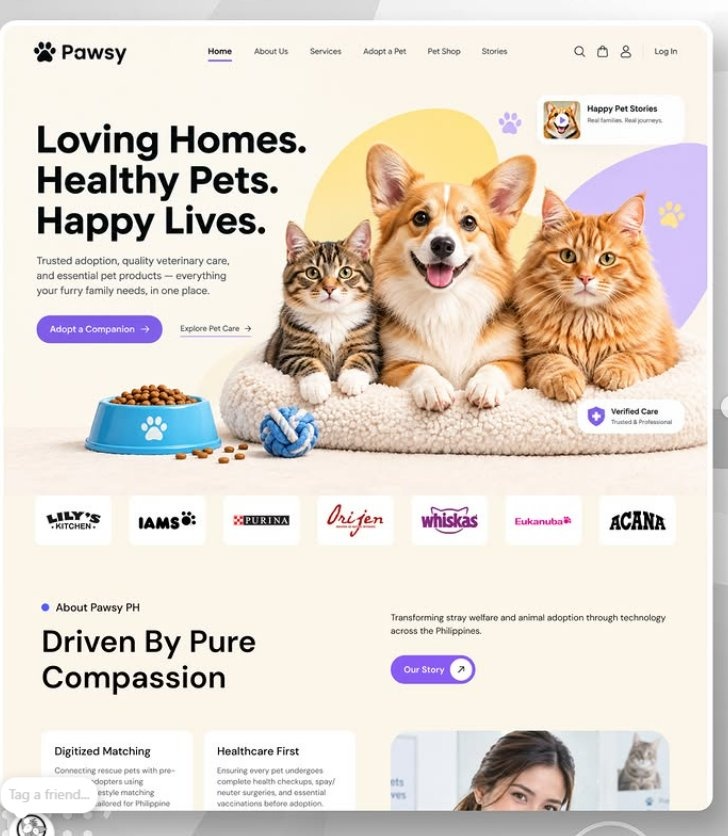 Pawsy
Home
About Us
Services
Adopt a Pet
Pet Shop
Stories
Log In
Happy Pet Stories
Real families. Real journeys.
Loving Homes.
Healthy Pets.
Happy Lives.
Trusted adoption, quality veterinary care,
and essential pet products — everything
your furry family needs, in one place.
Adopt a Companion →
Explore Pet Care →
Verified Care
Trusted & Professional
LILY'S
KITCHEN
IAMS
PURINA
Orijen
whiskas
Eukanuba
ACANA
About Pawsy PH
Driven By Pure
Compassion
Transforming stray welfare and animal adoption through technology
across the Philippines.
Our Story
Digitized Matching
Connecting rescue pets with pre-
adopters using
estyle matching
ailored for Philippine
Healthcare First
Ensuring every pet undergoes
complete health checkups, spay/
neuter surgeries, and essential
vaccinations before adoption.
Tag a friend...